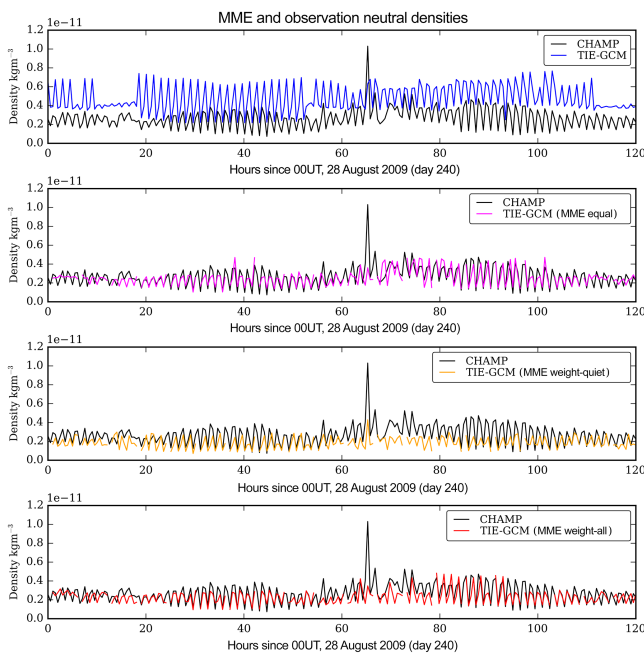 MME and observation neutral densities
1e−11
CHAMP
TIE-GCM
Density kgm⁻³
1.2
1.0
0.8
0.6
0.4
0.2
0.0
0 20 40 60 80 100 120
Hours since 00UT, 28 August 2009 (day 240)
1e−11
CHAMP
TIE-GCM (MME equal)
Density kgm⁻³
1.2
1.0
0.8
0.6
0.4
0.2
0.0
0 20 40 60 80 100 120
Hours since 00UT, 28 August 2009 (day 240)
1e−11
CHAMP
TIE-GCM (MME weight-quiet)
Density kgm⁻³
1.2
1.0
0.8
0.6
0.4
0.2
0.0
0 20 40 60 80 100 120
Hours since 00UT, 28 August 2009 (day 240)
1e−11
CHAMP
TIE-GCM (MME weight-all)
Density kgm⁻³
1.2
1.0
0.8
0.6
0.4
0.2
0.0
0 20 40 60 80 100 120
Hours since 00UT, 28 August 2009 (day 240)